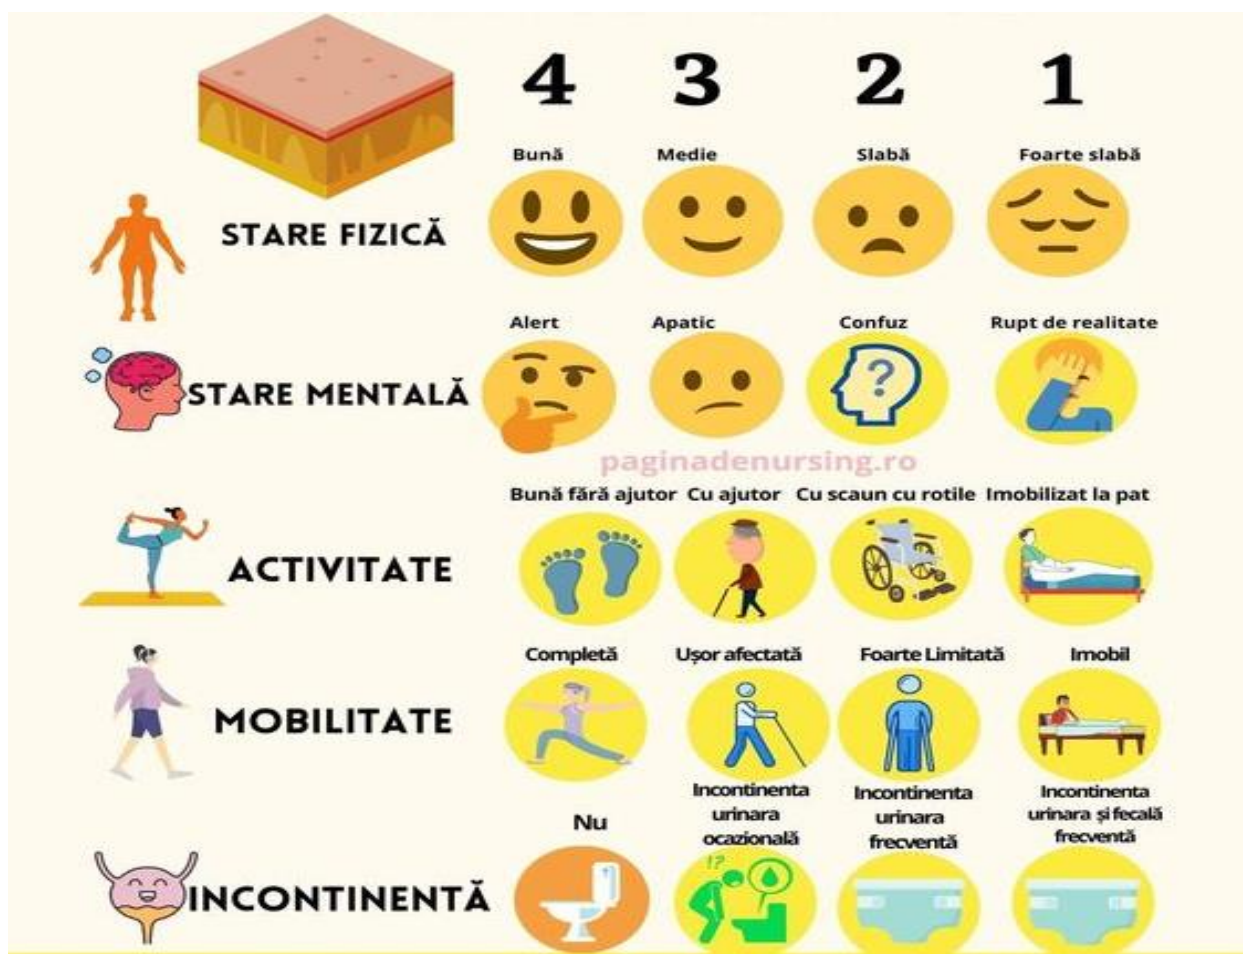 4 3 2 1
Bună Medie Slabă Foarte slabă
STARE FIZICĂ
Alert Apatic Confuz Rupt de realitate
?
STARE MENTALĂ
paginadenursing.ro
Bună fără ajutor Cu ajutor Cu scaun cu rotile Imobilizat la pat
ACTIVITATE
Completă Ușor afectată Foarte Limitată Imobil
MOBILITATE
Nu
Incontinenta
urinara
ocazională
Incontinenta
urinara
frecventă
Incontinenta
urinara și fecală
frecventă
!?
INCONTINENTĂ